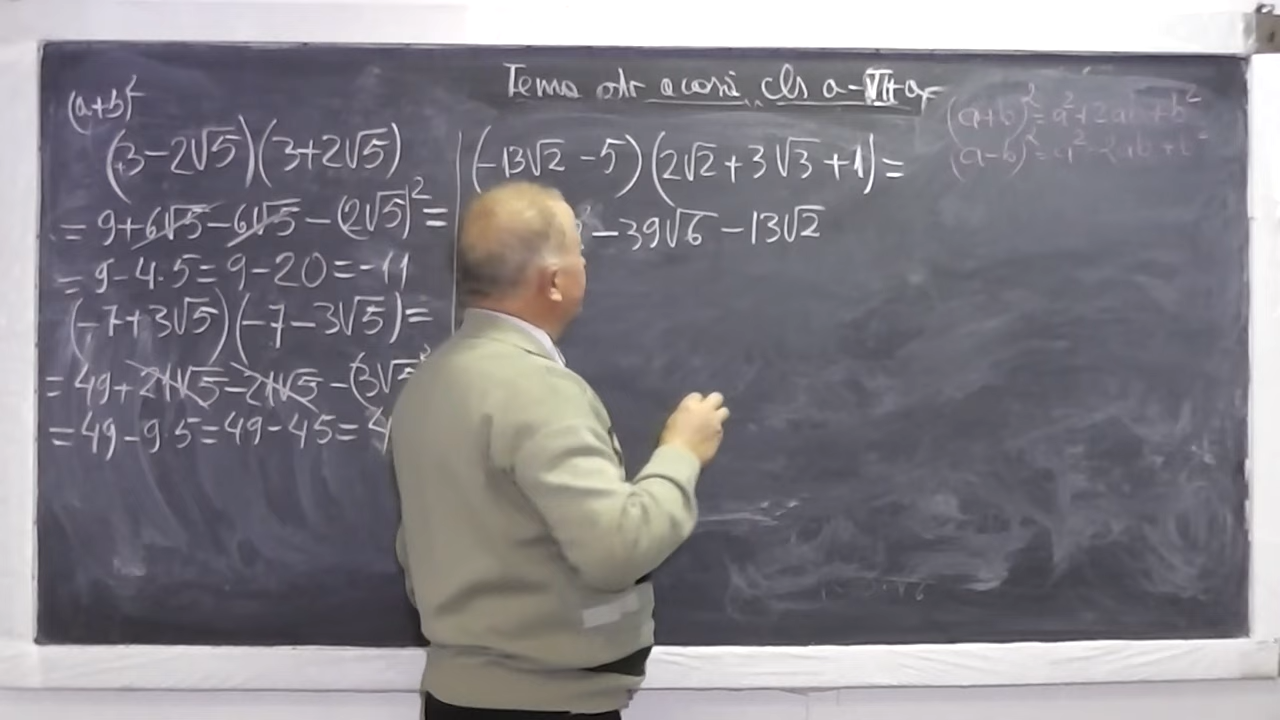 Tema acasă cls a-VII-a
(a+b)²
(3-2√5)(3+2√5)
= 9+6√5-6√5-(2√5)²=
= 9-4·5=9-20=-11
(-7+3√5)(-7-3√5)=
= 49+21√5-21√5-(3√5)²
=49-9·5=49-45=4
(-13√2-5)(2√2+3√3+1)=
-39√6-13√2
(a+b)²=a²+2ab+b²
(a-b)²=a²-2ab+b²